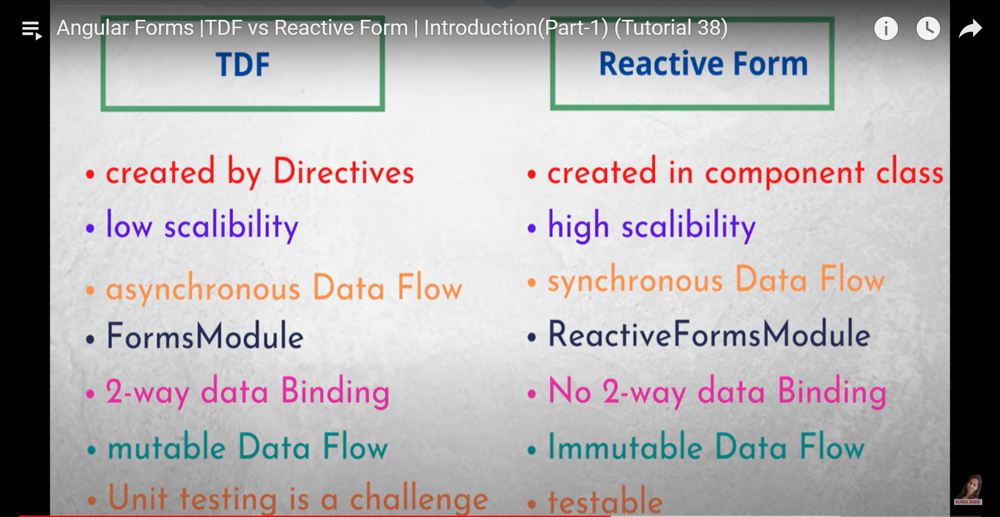 Angular Forms |TDF vs Reactive Form | Introduction(Part-1) (Tutorial 38)
TDF
• created by Directives
• low scalibility
• asynchronous Data Flow
• FormsModule
• 2-way data Binding
• mutable Data Flow
• Unit testing is a challenge
Reactive Form
• created in component class
• high scalibility
• synchronous Data Flow
• ReactiveFormsModule
• No 2-way data Binding
• Immutable Data Flow
• testable
SUBSCRIBE